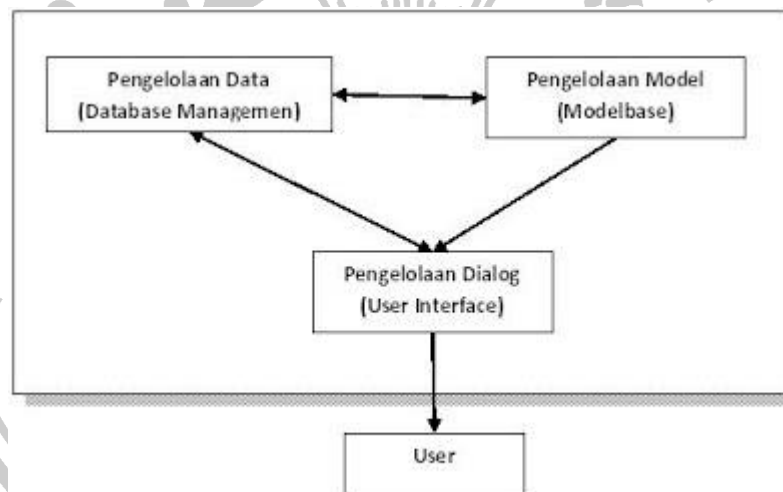 Pengelolaan Data
(Database Managemen)
Pengelolaan Model
(Modelbase)
Pengelolaan Dialog
(User Interface)
User